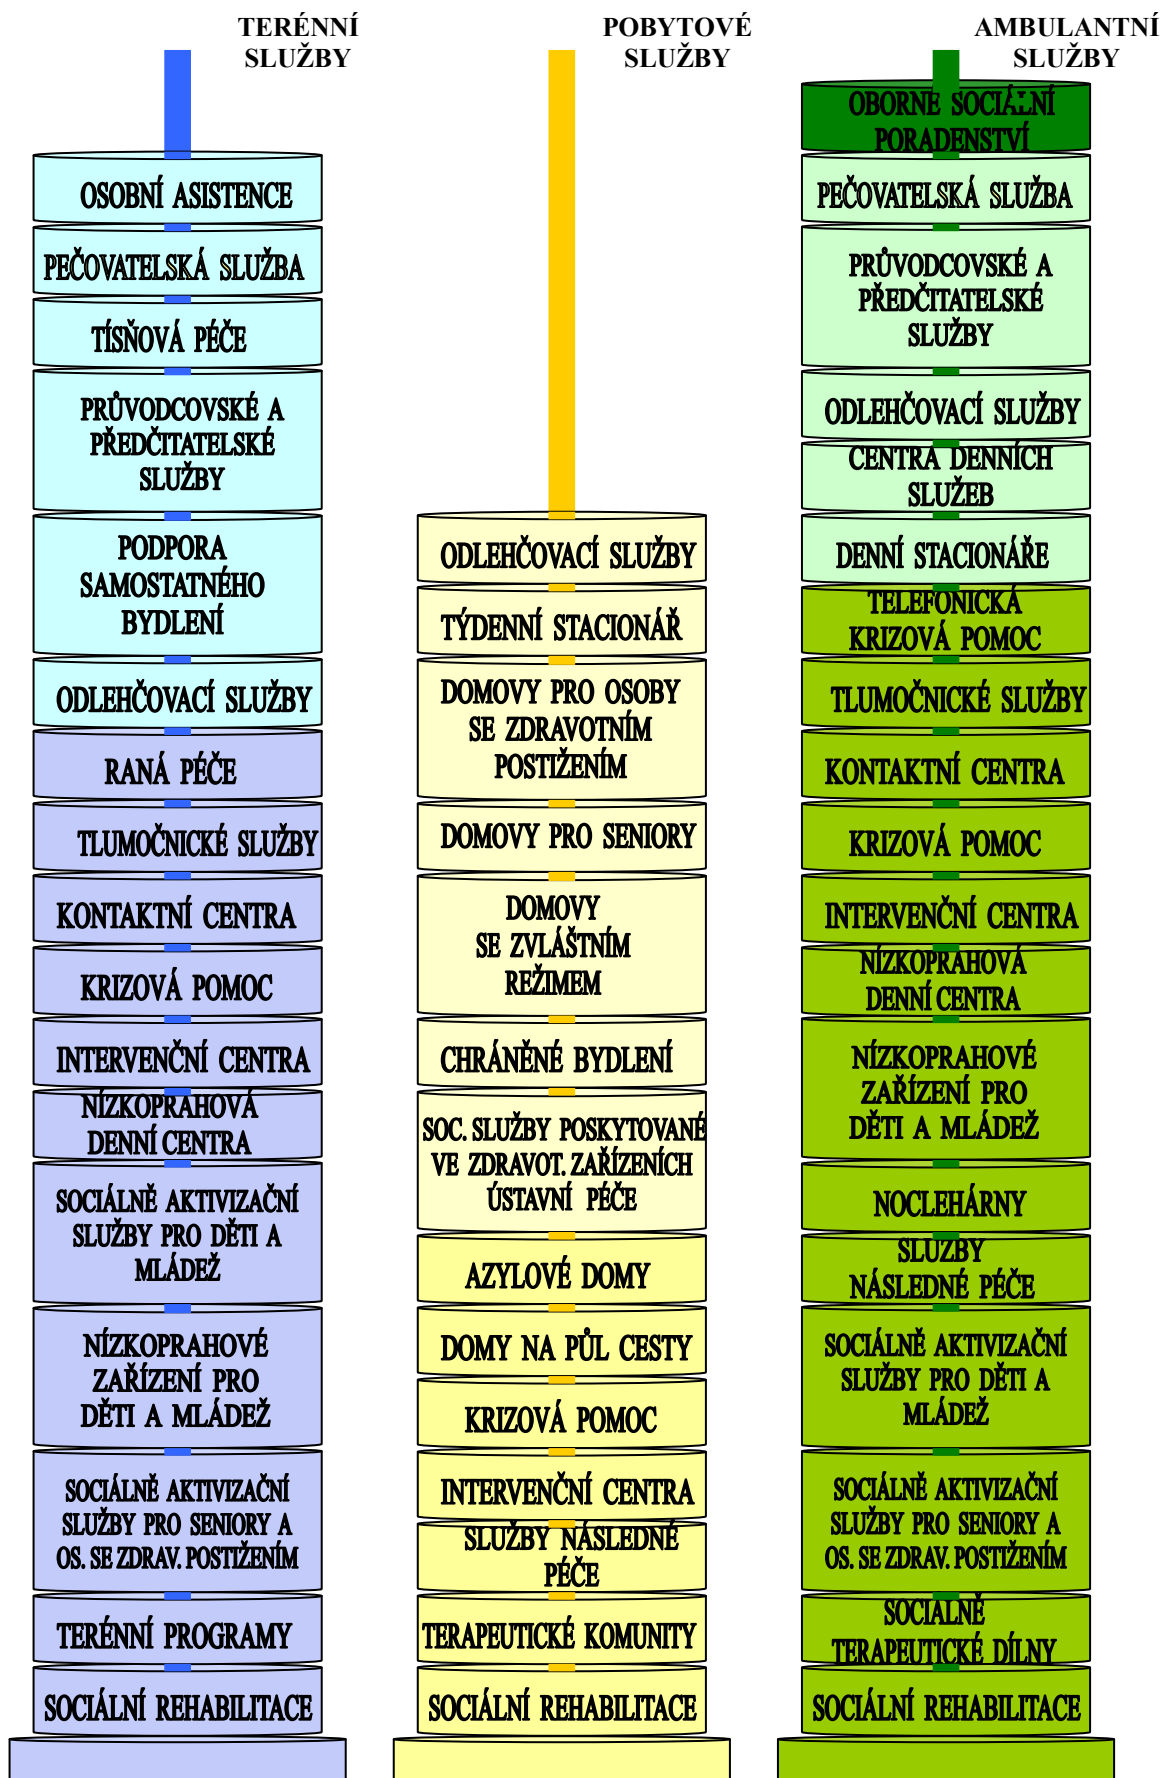 TERÉNNÍ
SLUŽBY
OSOBNÍ ASISTENCE
PEČOVATELSKÁ SLUŽBA
TÍSŇOVÁ PÉČE
PRŮVODCOVSKÉ A
PŘEDČITATELSKÉ
SLUŽBY
PODPORA
SAMOSTATNÉHO
BYDLENÍ
ODLEHČOVACÍ SLUŽBY
RANÁ PÉČE
TLUMOČNICKÉ SLUŽBY
KONTAKTNÍ CENTRA
KRIZOVÁ POMOC
INTERVENČNÍ CENTRA
NÍZKOPRAHOVÁ
DENNÍ CENTRA
SOCIÁLNĚ AKTIVIZAČNÍ
SLUŽBY PRO DĚTI A
MLÁDEŽ
NÍZKOPRAHOVÉ
ZAŘÍZENÍ PRO
DĚTI A MLÁDEŽ
SOCIÁLNĚ AKTIVIZAČNÍ
SLUŽBY PRO SENIORY A
OS. SE ZDRAV. POSTIŽENÍM
TERÉNNÍ PROGRAMY
SOCIÁLNÍ REHABILITACE
POBYTOVÉ
SLUŽBY
ODLEHČOVACÍ SLUŽBY
TÝDENNÍ STACIONÁŘ
DOMOVY PRO OSOBY
SE ZDRAVOTNÍM
POSTIŽENÍM
DOMOVY PRO SENIORY
DOMOVY
SE ZVLÁŠTNÍM
REŽIMEM
CHRÁNĚNÉ BYDLENÍ
SOC. SLUŽBY POSKYTOVANÉ
VE ZDRAVOT. ZAŘÍZENÍCH
ÚSTAVNÍ PÉČE
AZYLOVÉ DOMY
DOMY NA PŮL CESTY
KRIZOVÁ POMOC
INTERVENČNÍ CENTRA
SLUŽBY NÁSLEDNÉ
PÉČE
TERAPEUTICKÉ KOMUNITY
SOCIÁLNÍ REHABILITACE
AMBULANTNÍ
SLUŽBY
OBORNÉ SOCIÁLNÍ
PORADENSTVÍ
PEČOVATELSKÁ SLUŽBA
PRŮVODCOVSKÉ A
PŘEDČITATELSKÉ
SLUŽBY
ODLEHČOVACÍ SLUŽBY
CENTRA DENNÍCH
SLUŽEB
DENNÍ STACIONÁŘE
TELEFONICKÁ
KRIZOVÁ POMOC
TLUMOČNICKÉ SLUŽBY
KONTAKTNÍ CENTRA
KRIZOVÁ POMOC
INTERVENČNÍ CENTRA
NÍZKOPRAHOVÁ
DENNÍ CENTRA
NÍZKOPRAHOVÉ
ZAŘÍZENÍ PRO
DĚTI A MLÁDEŽ
NOCLEHÁRNY
SLUŽBY
NÁSLEDNÉ PÉČE
SOCIÁLNĚ AKTIVIZAČNÍ
SLUŽBY PRO DĚTI A
MLÁDEŽ
SOCIÁLNĚ AKTIVIZAČNÍ
SLUŽBY PRO SENIORY A
OS. SE ZDRAV. POSTIŽENÍM
SOCIÁLNĚ
TERAPEUTICKÉ DÍLNY
SOCIÁLNÍ REHABILITACE